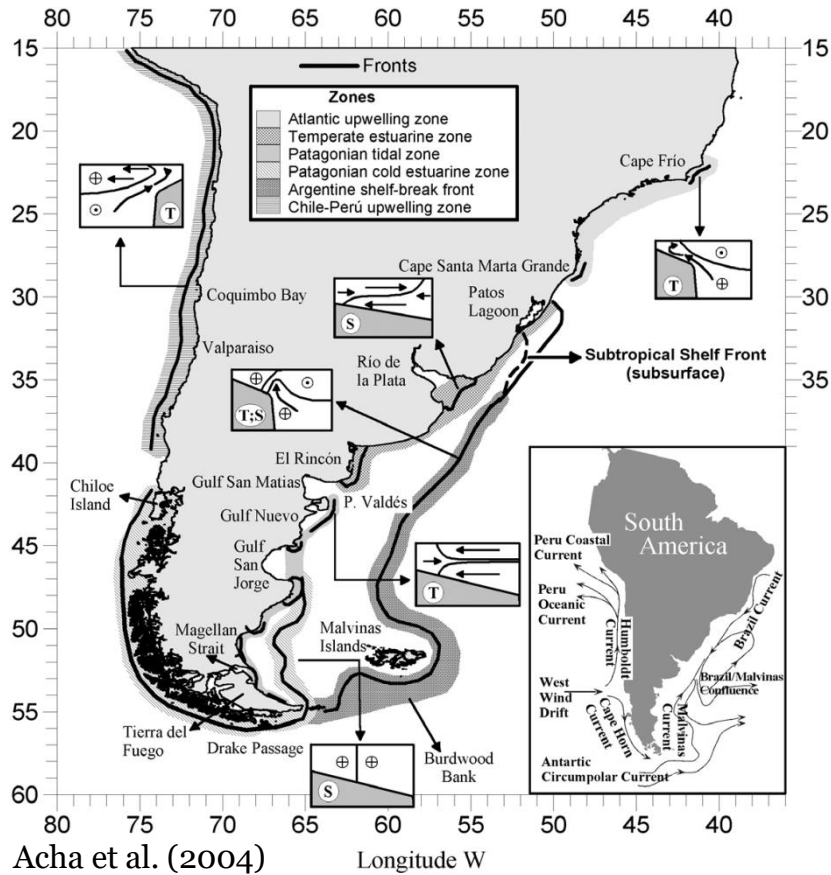 80 75 70 65 60 55 50 45 40
15
20
25
30
35
40
45
50
55
60
15
20
25
30
35
40
Fronts
Zones
Atlantic upwelling zone
Temperate estuarine zone
Patagonian tidal zone
Patagonian cold estuarine zone
Argentine shelf-break front
Chile-Perú upwelling zone
Cape Frío
T
T
Cape Santa Marta Grande
Patos
Lagoon
S
Coquimbo Bay
Valparaiso
Río de
la Plata
Subtropical Shelf Front
(subsurface)
T;S
El Rincón
Gulf San Matias
P. Valdés
Chiloe
Island
Gulf Nuevo
Gulf
San
Jorge
T
Magellan
Strait
Malvinas
Islands
Tierra del
Fuego
Drake Passage
Burdwood
Bank
S
South
America
Peru Coastal
Current
Peru
Oceanic
Current
Humboldt
Current
Brazil Current
Brazil/Malvinas
Confluence
West
Wind
Drift
Cape Horn
Current
Malvinas
Current
Antartic
Circumpolar Current
80 75 70 65 60 55 50 45 40
Acha et al. (2004)
Longitude W